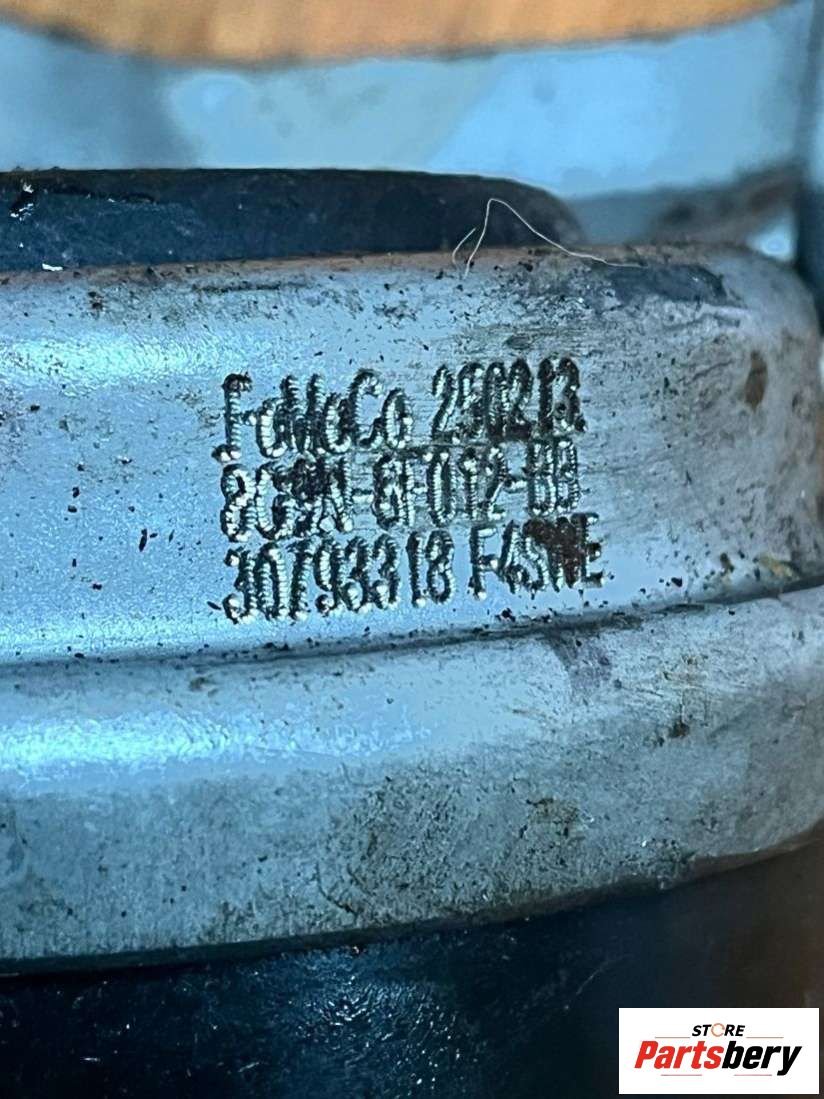 FoMoCo 250213
8G9N-6F012-BB
30793318 F4SWE
STORE
Partsbery